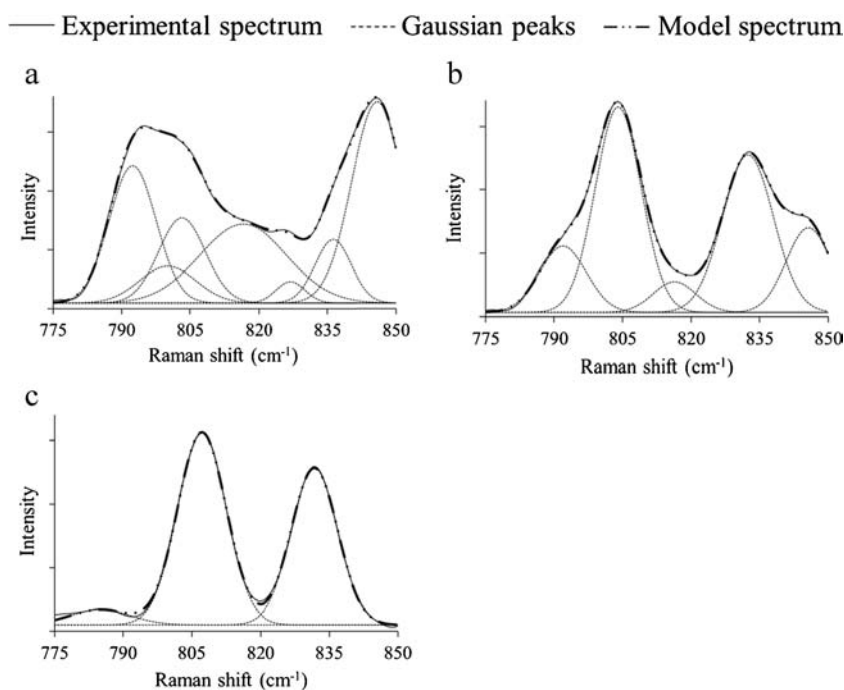 Experimental spectrum Gaussian peaks Model spectrum
a
Intensity
775 790 805 820 835 850
Raman shift (cm-1)
b
Intensity
775 790 805 820 835 850
Raman shift (cm-1)
c
Intensity
775 790 805 820 835 850
Raman shift (cm-1)